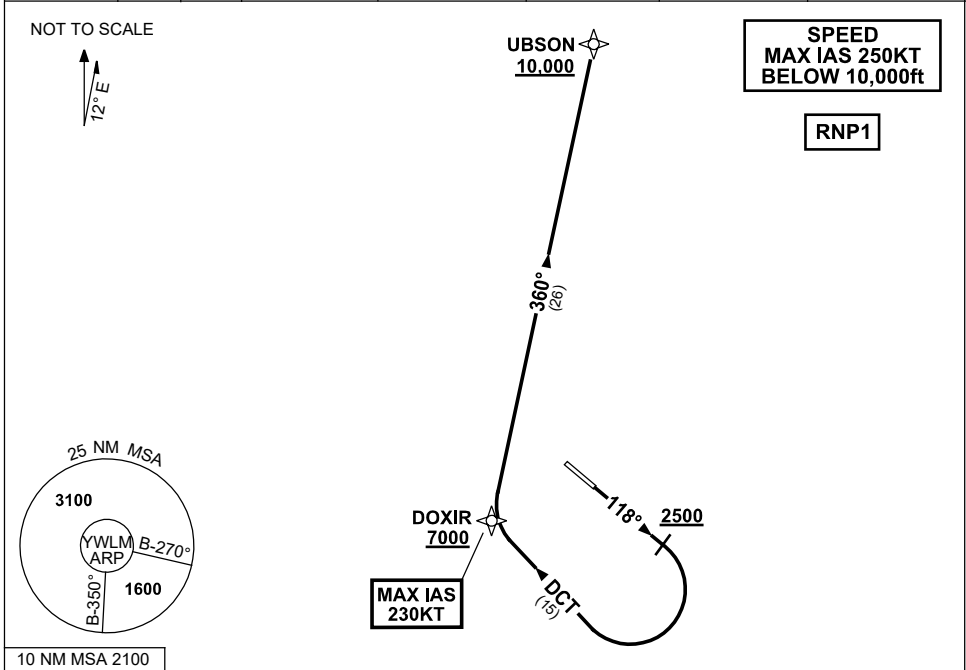 NOT TO SCALE
12° E
UBSON
10,000
SPEED
MAX IAS 250KT
BELOW 10,000ft
RNP1
360°
(26)
DOXIR
7000
MAX IAS
230KT
118°
2500
DCT
(15)
25 NM MSA
3100
YWLM
ARP
B-270°
B-350°
1600
10 NM MSA 2100